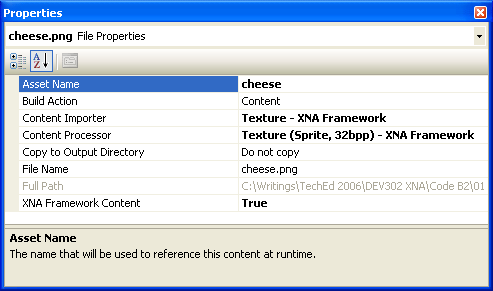 Properties
cheese.png File Properties
Asset Name cheese
Build Action Content
Content Importer Texture - XNA Framework
Content Processor Texture (Sprite, 32bpp) - XNA Framework
Copy to Output Directory Do not copy
File Name cheese.png
Full Path C:\Writings\TechEd 2006\DEV302 XNA\Code B2\01
XNA Framework Content True
Asset Name
The name that will be used to reference this content at runtime.